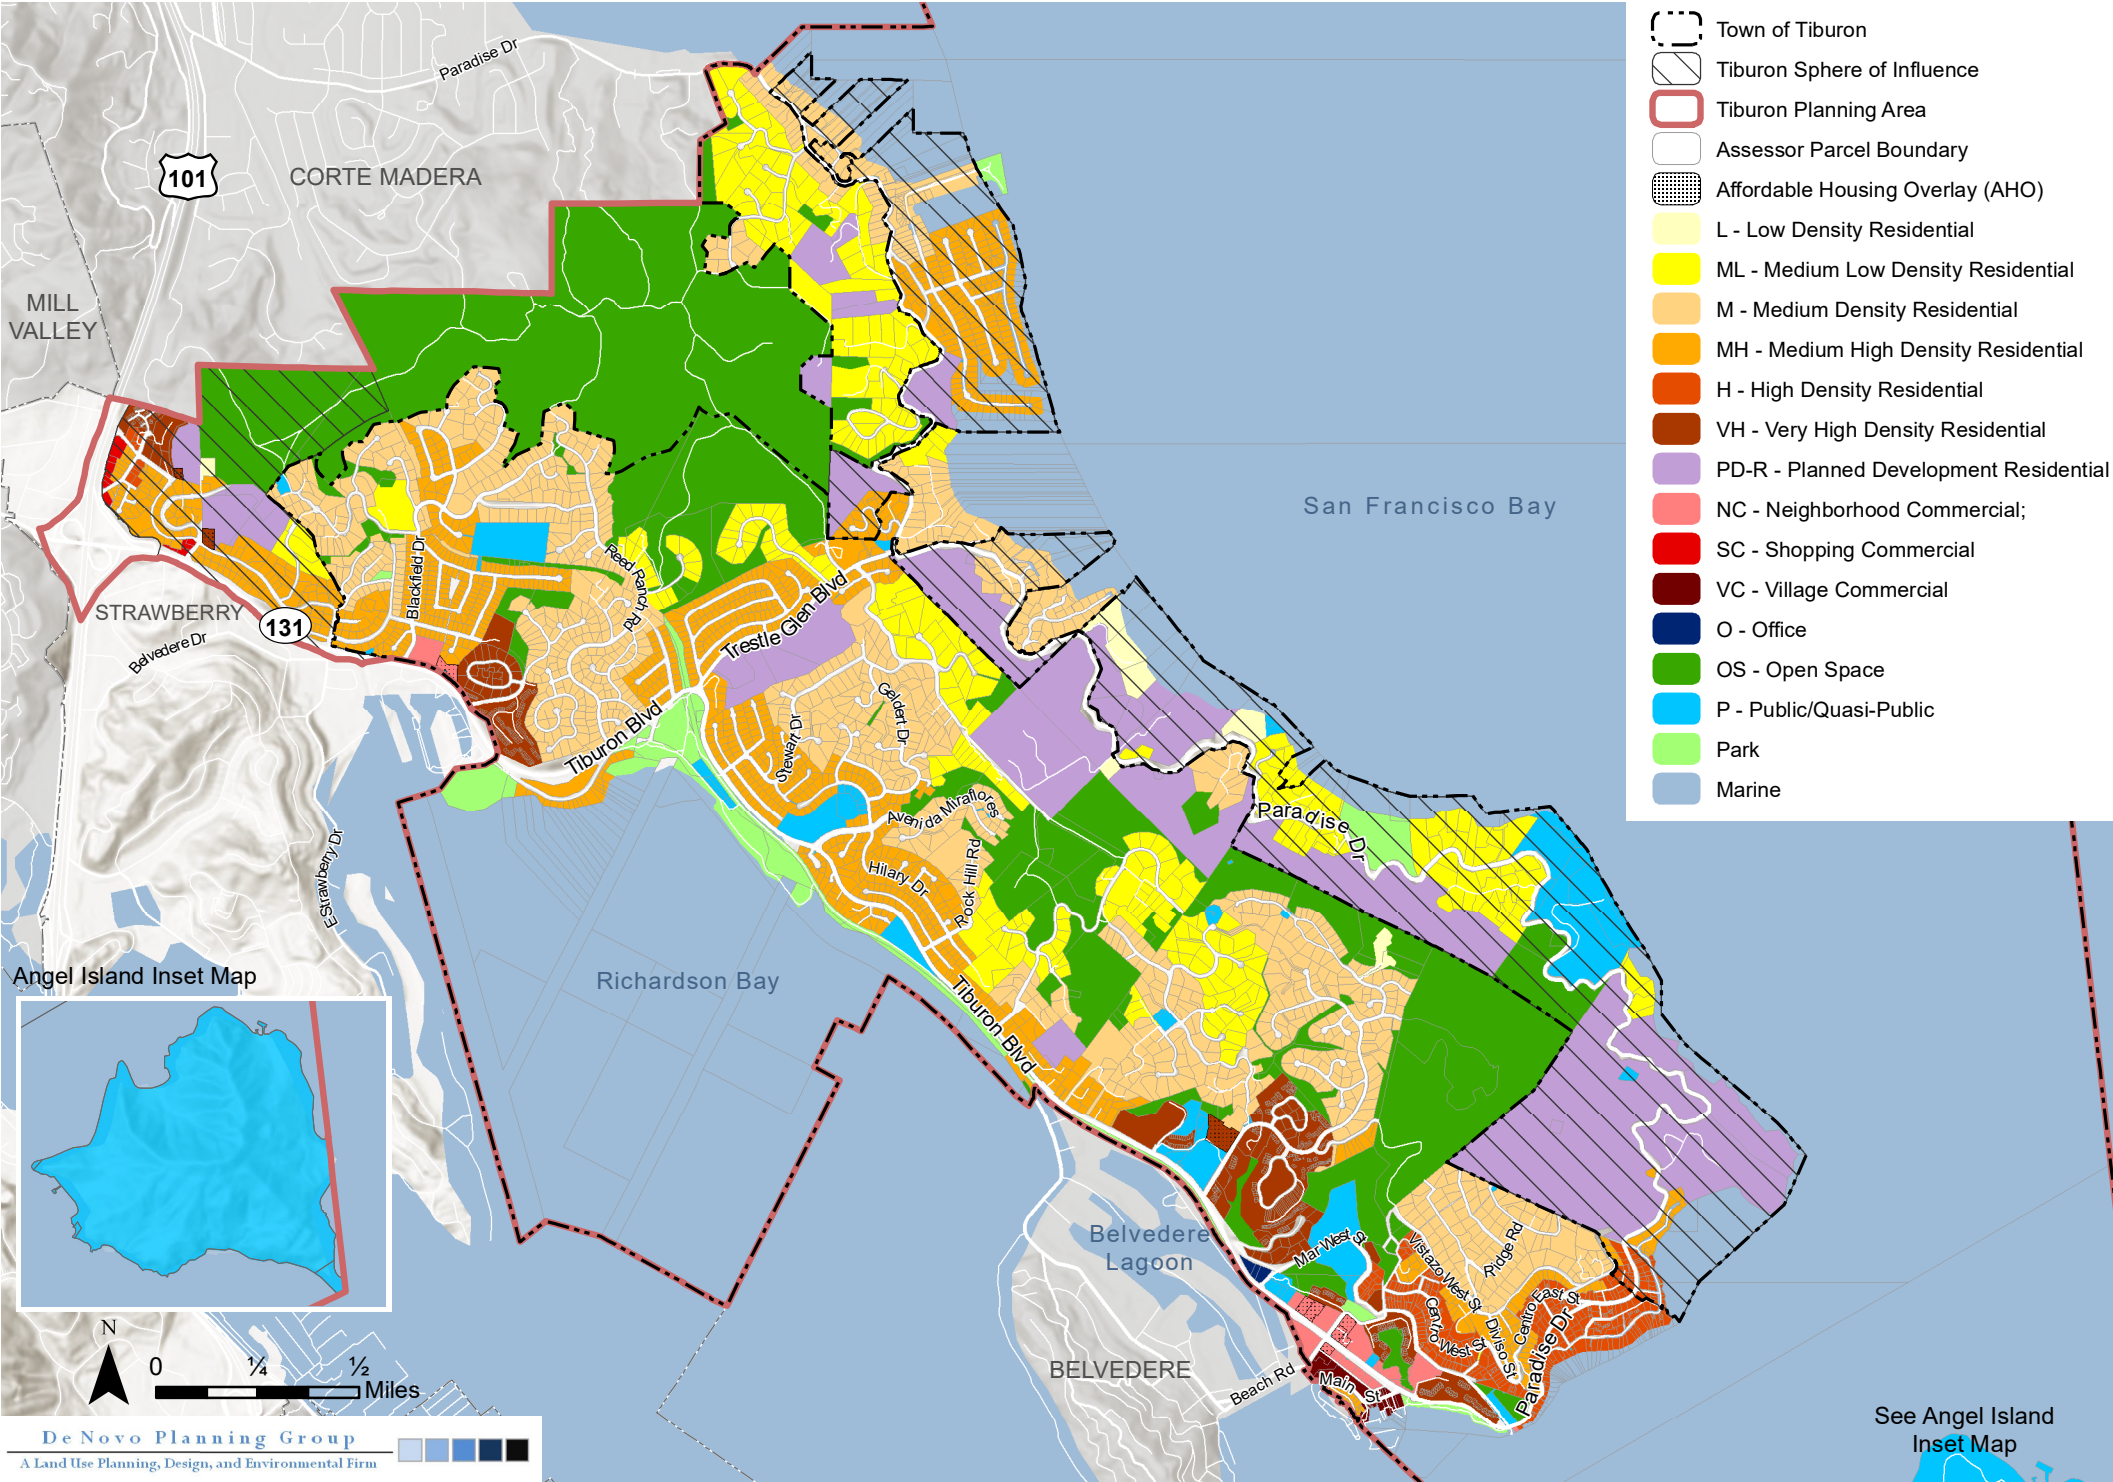 Town of Tiburon
Tiburon Sphere of Influence
Tiburon Planning Area
Assessor Parcel Boundary
Affordable Housing Overlay (AHO)
L - Low Density Residential
ML - Medium Low Density Residential
M - Medium Density Residential
MH - Medium High Density Residential
H - High Density Residential
VH - Very High Density Residential
PD-R - Planned Development Residential
NC - Neighborhood Commercial;
SC - Shopping Commercial
VC - Village Commercial
O - Office
OS - Open Space
P - Public/Quasi-Public
Park
Marine
Paradise Dr
101
CORTE MADERA
MILL
VALLEY
San Francisco Bay
Blackfield Dr
Reed Ranch Rd
STRAWBERRY
131
Belvedere Dr
Trestle Glen Blvd
Tiburon Blvd
Stewart Dr
Geldert Dr
Avenida Miraflores
Paradise Dr
Hilary Dr
Rock Hill Rd
E Strawberry Dr
Richardson Bay
Tiburon Blvd
Angel Island Inset Map
Belvedere
Lagoon
Mar West St
Vistazo West St
Ridge Rd
Centro West St
Centro East St
Diviso St
Paradise Dr
BELVEDERE
Beach Rd
Main St
N
0 ¼ ½
Miles
De Novo Planning Group
A Land Use Planning, Design, and Environmental Firm
See Angel Island
Inset Map